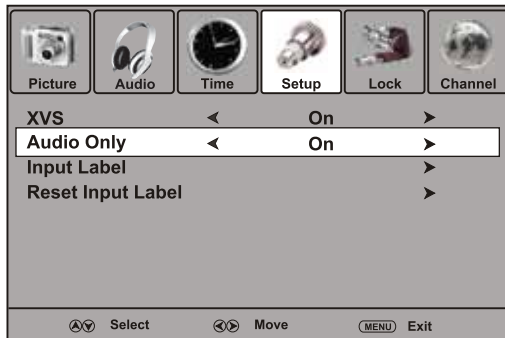 Picture Audio Time Setup Lock Channel
XVS On
Audio Only On
Input Label
Reset Input Label
Select Move MENU Exit